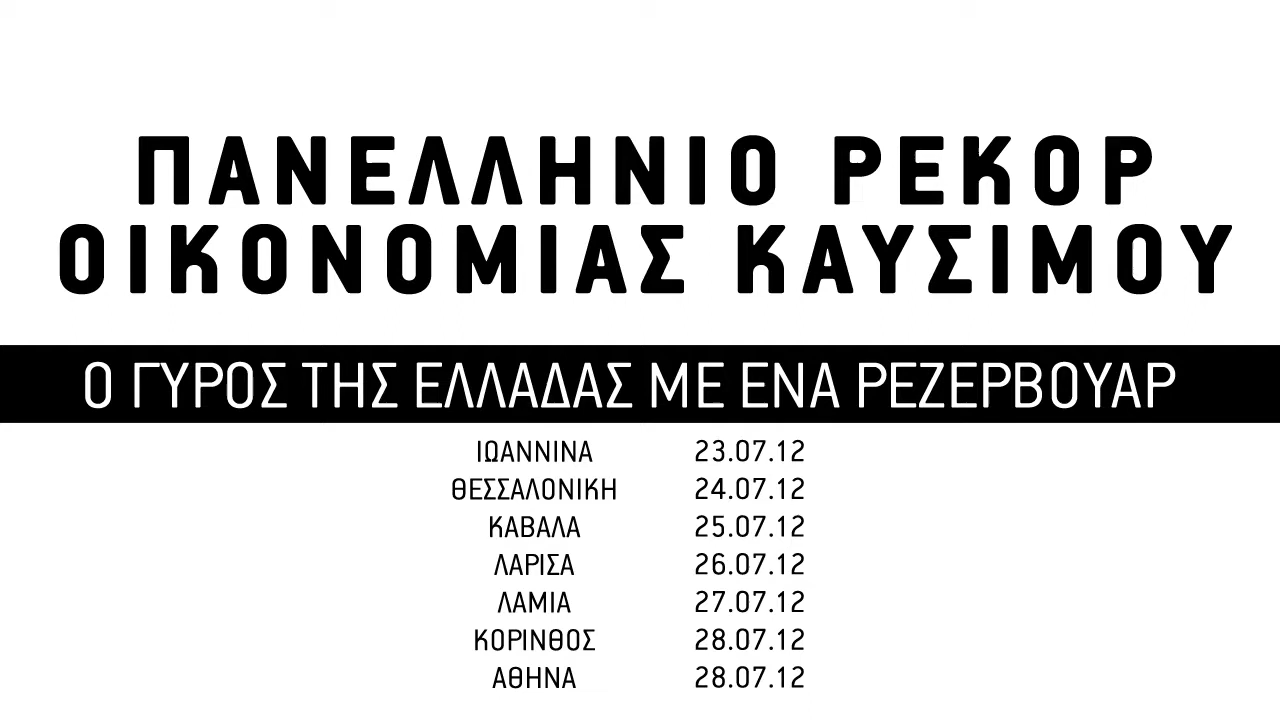 ΠΑΝΕΛΛΗΝΙΟ ΡΕΚΟΡ
ΟΙΚΟΝΟΜΙΑΣ ΚΑΥΣΙΜΟΥ
Ο ΓΥΡΟΣ ΤΗΣ ΕΛΛΑΔΑΣ ΜΕ ΕΝΑ ΡΕΖΕΡΒΟΥΑΡ
ΙΩΑΝΝΙΝΑ 23.07.12
ΘΕΣΣΑΛΟΝΙΚΗ 24.07.12
ΚΑΒΑΛΑ 25.07.12
ΛΑΡΙΣΑ 26.07.12
ΛΑΜΙΑ 27.07.12
ΚΟΡΙΝΘΟΣ 28.07.12
ΑΘΗΝΑ 28.07.12